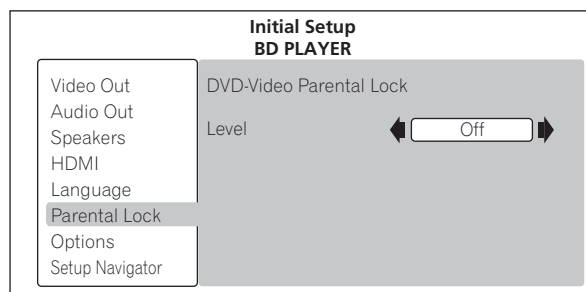 Initial Setup
BD PLAYER
Video Out
Audio Out
Speakers
HDMI
Language
Parental Lock
Options
Setup Navigator
DVD-Video Parental Lock
Level
Off